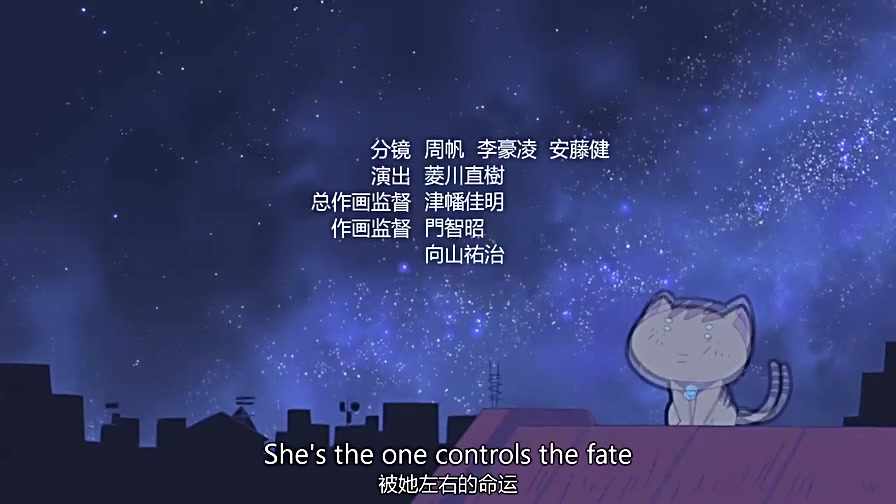 分镜 周帆 李豪凌 安藤健
演出 菱川直樹
总作画监督 津幡佳明
作画监督 門智昭
向山祐治
She's the one controls the fate
被她左右的命运